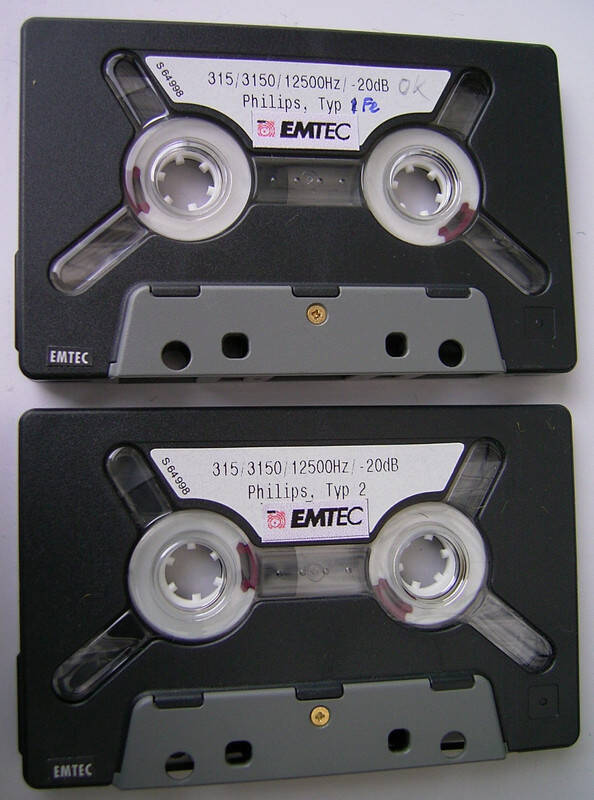 S 64998
315/3150/12500Hz/-20dB OK
Philips, Typ 1 Fe
EMTEC
EMTEC
S 64998
315/3150/12500Hz/-20dB
Philips, Typ 2
EMTEC
EMTEC